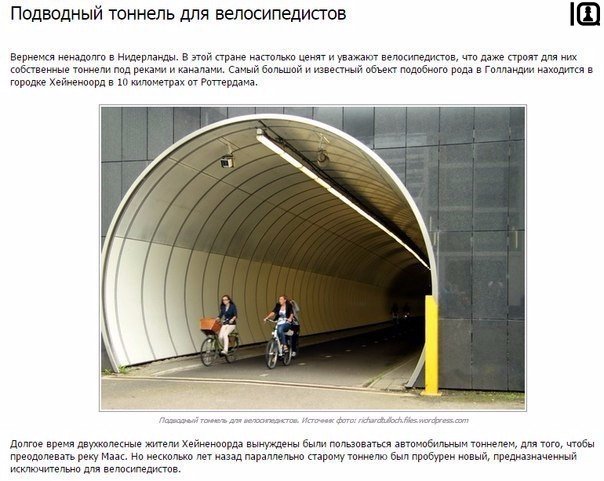 Подводный тоннель для велосипедистов
IQ
Вернемся ненадолго в Нидерланды. В этой стране настолько ценят и уважают велосипедистов, что даже строят для них
собственные тоннели под реками и каналами. Самый большой и известный объект подобного рода в Голландии находится в
городке Хейненоорд в 10 километрах от Роттердама.
Подводный тоннель для велосипедистов. Источник фото: richardtulloch.files.wordpress.com
Долгое время двухколесные жители Хейненоорда вынуждены были пользоваться автомобильным тоннелем, для того, чтобы
преодолевать реку Маас. Но несколько лет назад параллельно старому тоннелю был пробурен новый, предназначенный
исключительно для велосипедистов.